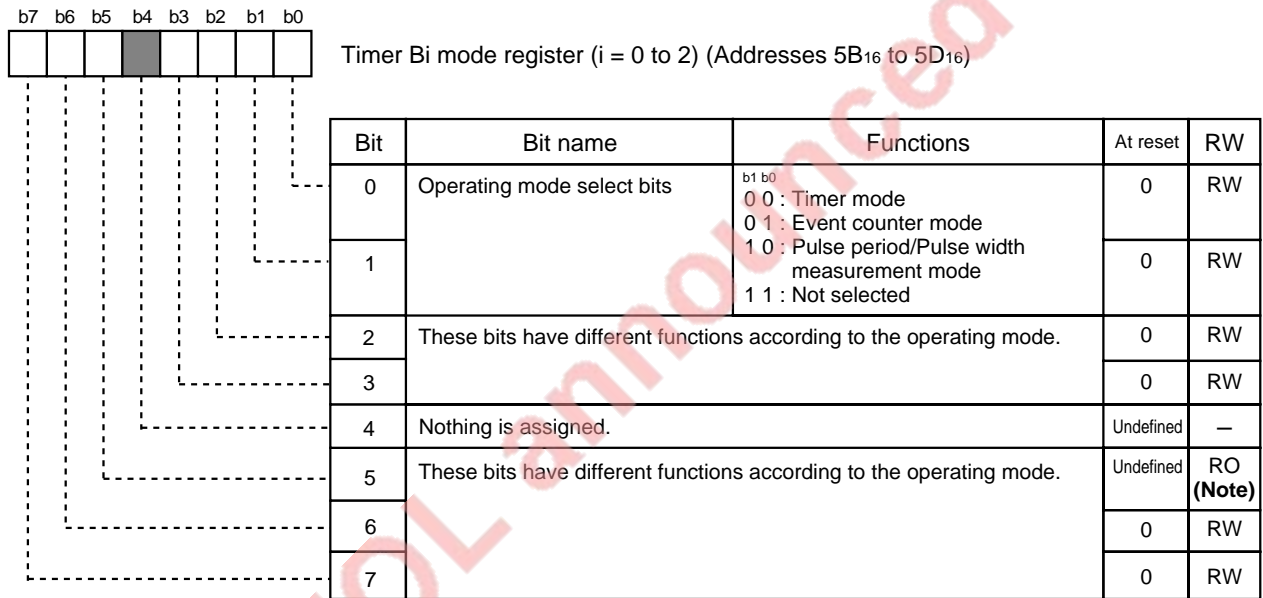 b7 b6 b5 b4 b3 b2 b1 b0
Timer Bi mode register (i = 0 to 2) (Addresses 5B16 to 5D16)
Bit Bit name Functions At reset RW
0 Operating mode select bits b1 b0 0 RW
0 0 : Timer mode
0 1 : Event counter mode
1 1 0 : Pulse period/Pulse width 0 RW
measurement mode
1 1 : Not selected
2 These bits have different functions according to the operating mode. 0 RW
3 0 RW
4 Nothing is assigned. Undefined –
5 These bits have different functions according to the operating mode. Undefined RO
(Note)
6 0 RW
7 0 RW
OL announced